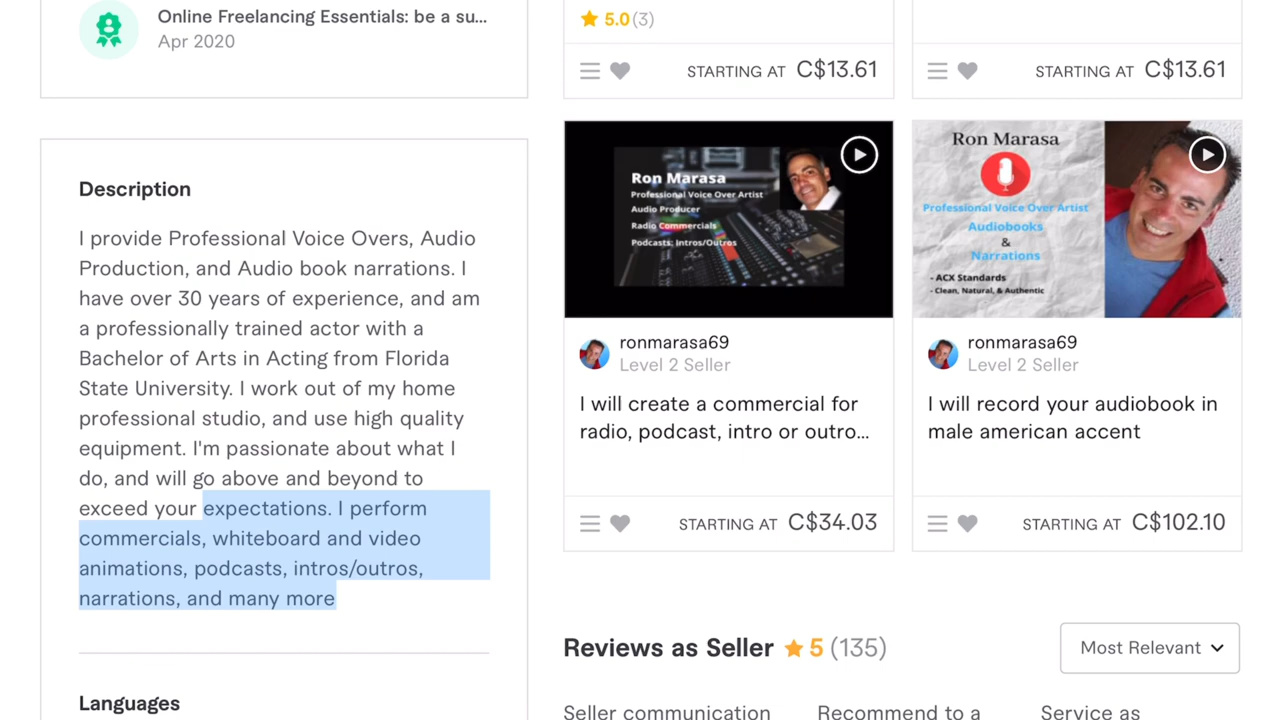 Online Freelancing Essentials: be a su...
Apr 2020
Description
I provide Professional Voice Overs, Audio
Production, and Audio book narrations. I
have over 30 years of experience, and am
a professionally trained actor with a
Bachelor of Arts in Acting from Florida
State University. I work out of my home
professional studio, and use high quality
equipment. I'm passionate about what I
do, and will go above and beyond to
exceed your expectations. I perform
commercials, whiteboard and video
animations, podcasts, intros/outros,
narrations, and many more
Languages
5.0 (3)
STARTING AT C$13.61
STARTING AT C$13.61
Ron Marasa
Professional Voice Over Artist
Audio Producer
Radio Commercials
Podcasts: Intros/Outros
ronmarasa69
Level 2 Seller
I will create a commercial for
radio, podcast, intro or outro...
STARTING AT C$34.03
Ron Marasa
Professional Voice Over Artist
Audiobooks
&
Narrations
- ACX Standards
- Clean, Natural, & Authentic
ronmarasa69
Level 2 Seller
I will record your audiobook in
male american accent
STARTING AT C$102.10
Reviews as Seller 5 (135)
Most Relevant
Seller communication
Recommend to a
Service as